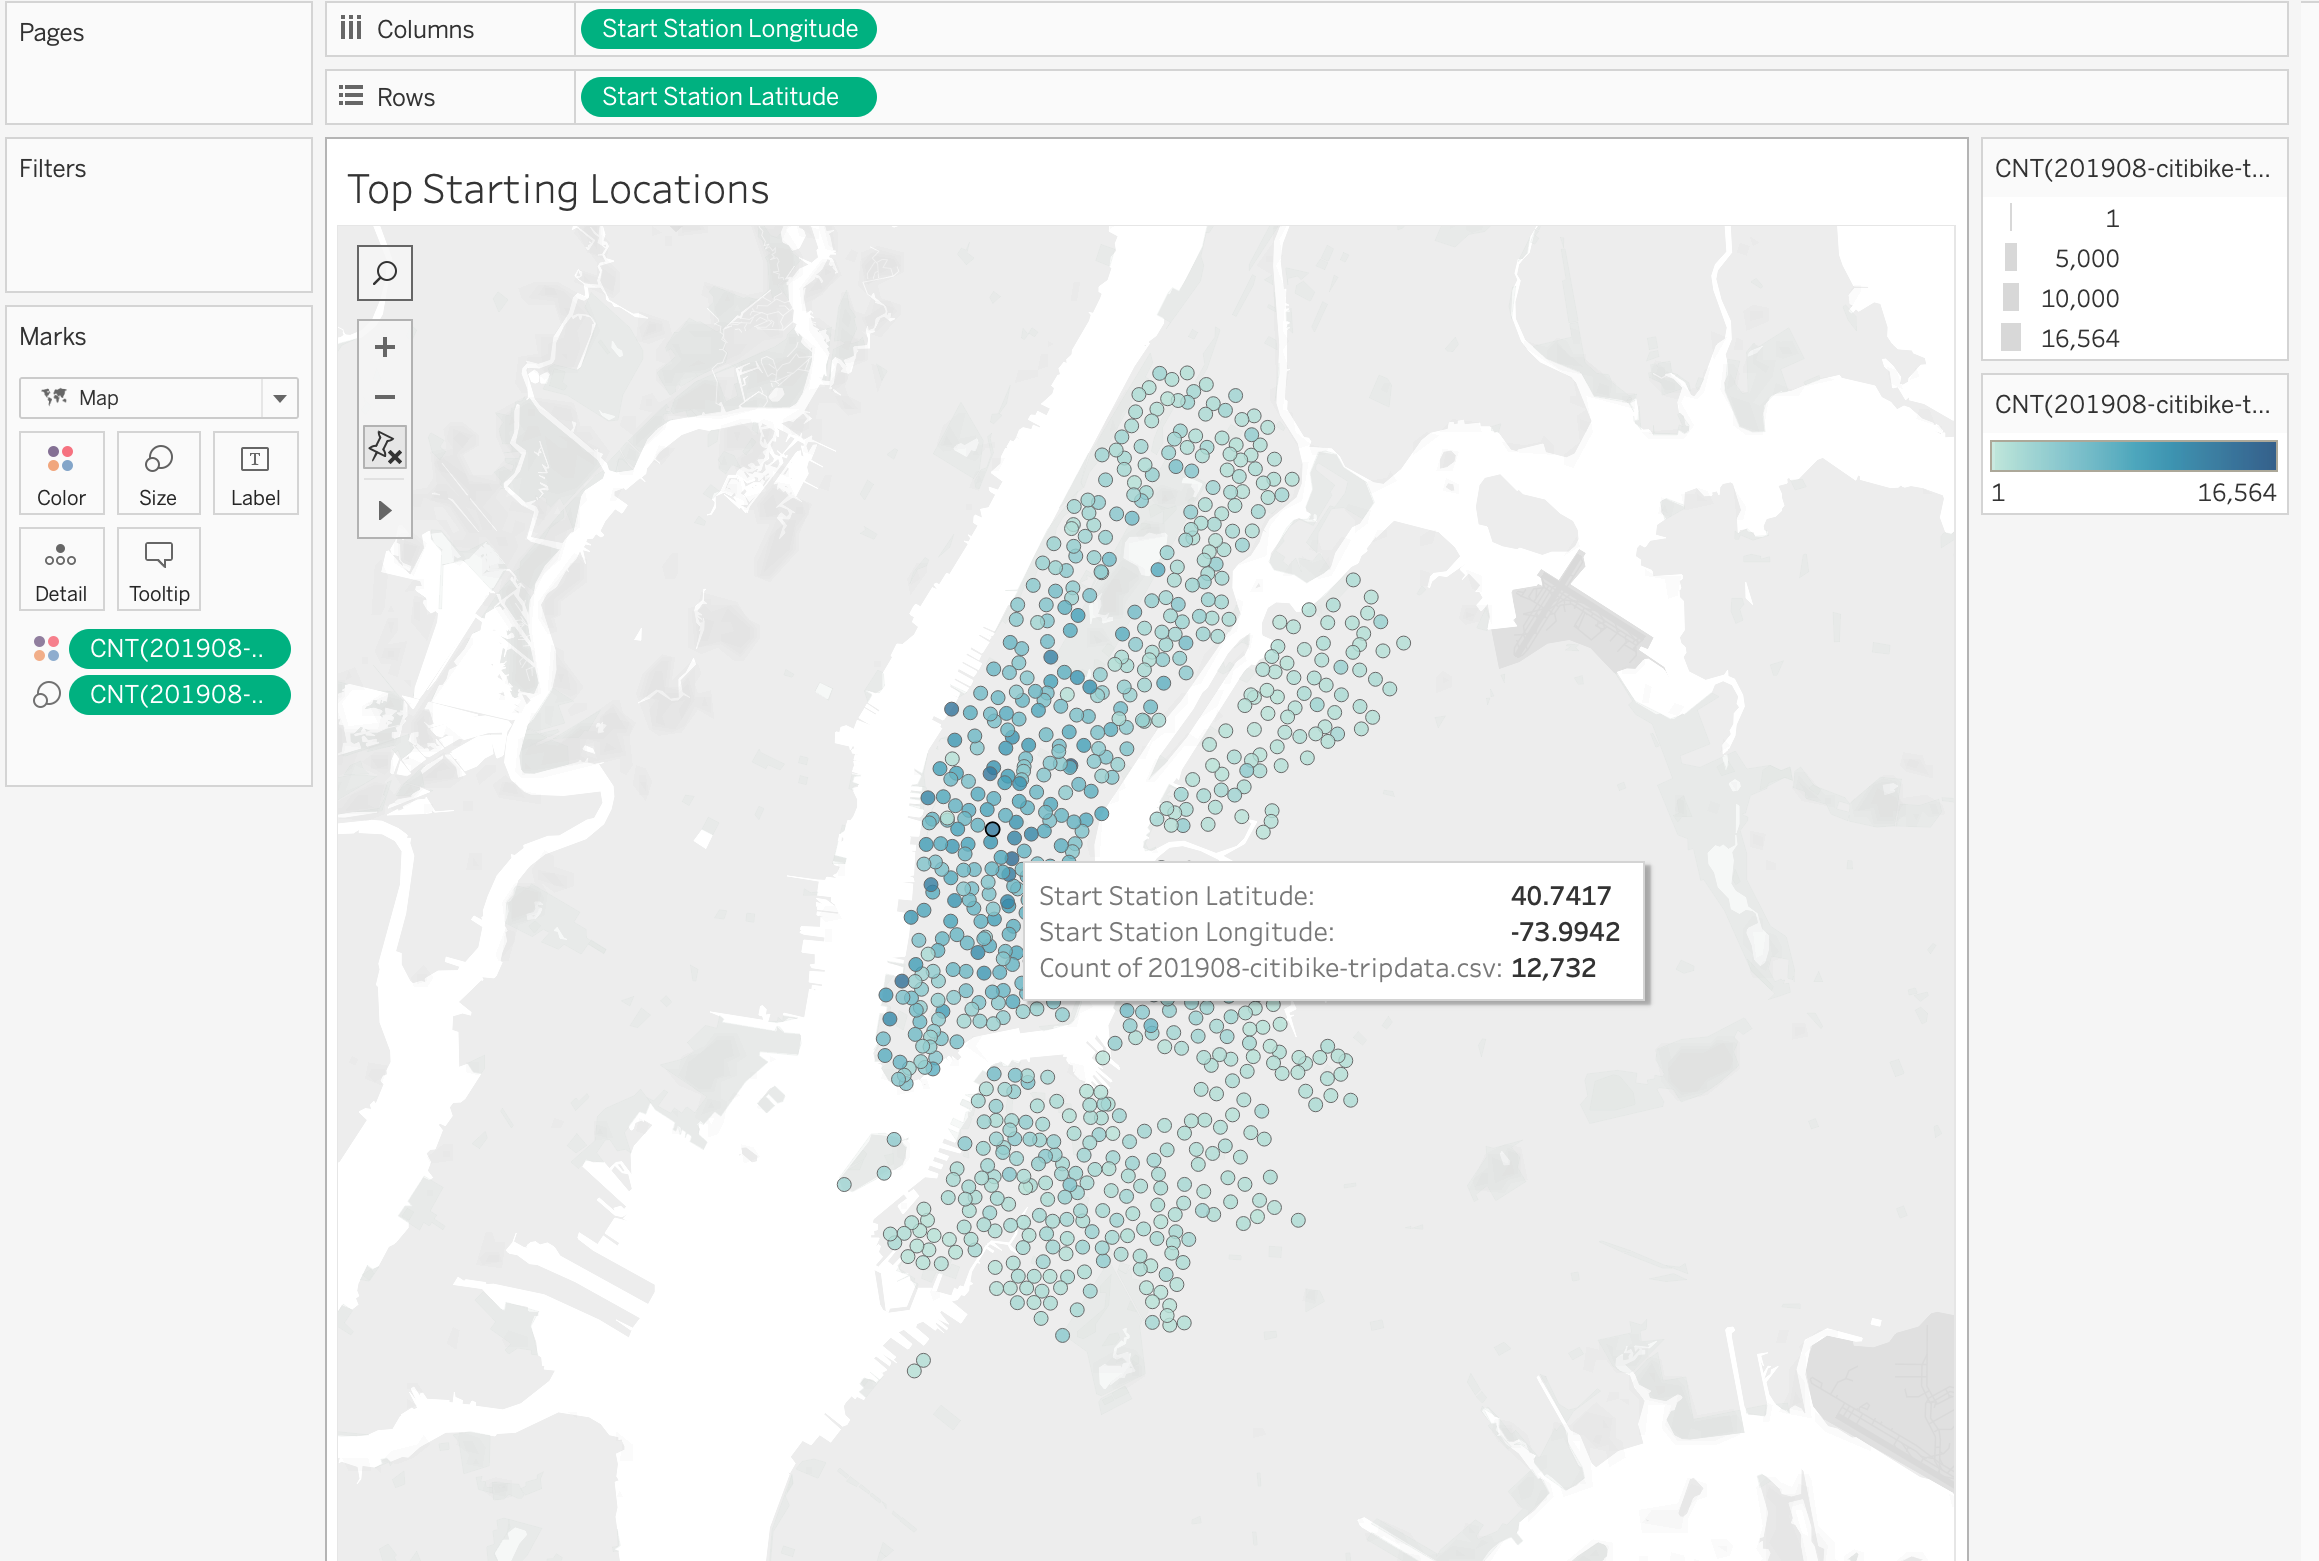 Pages
Columns
Start Station Longitude
Rows
Start Station Latitude
Filters
Marks
Map
Color
Size
T
Label
Detail
Tooltip
CNT(201908-..
CNT(201908-..
Top Starting Locations
Start Station Latitude: 40.7417
Start Station Longitude: -73.9942
Count of 201908-citibike-tripdata.csv: 12,732
CNT(201908-citibike-t...
1
5,000
10,000
16,564
CNT(201908-citibike-t...
1 16,564